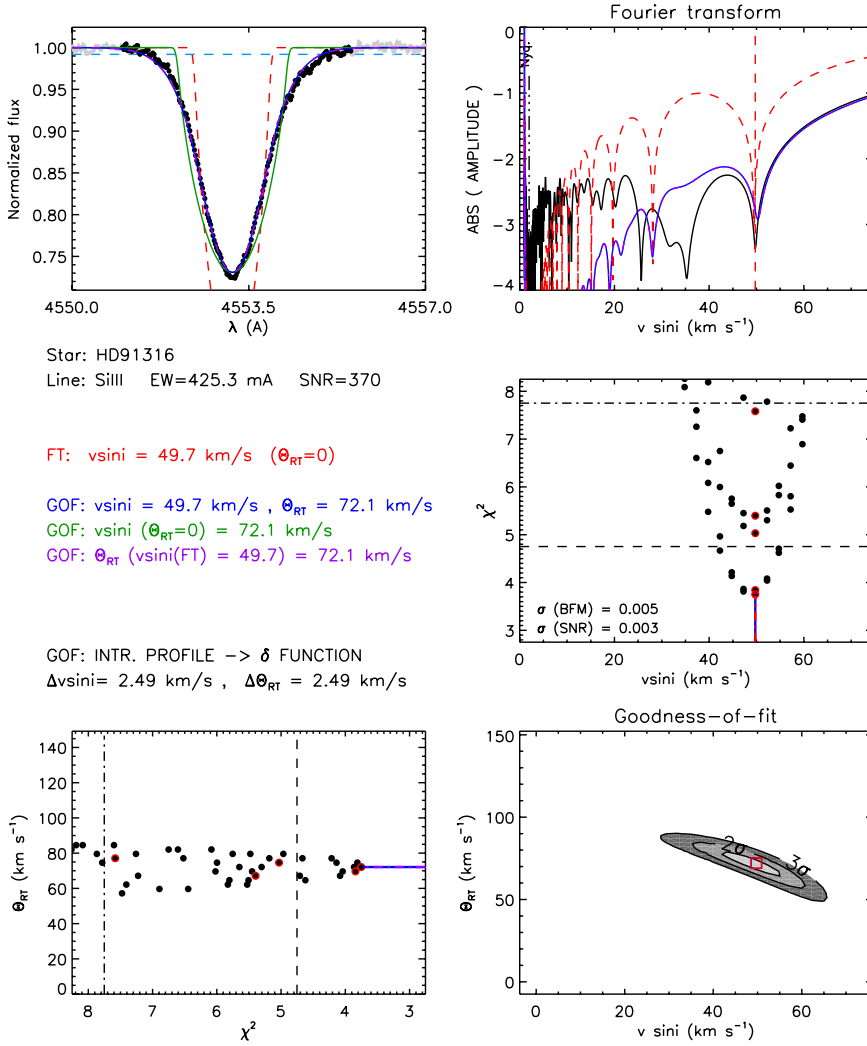 Fourier transform
1.00
0.95
0.90
0.85
0.80
0.75
Normalized flux
4550.0
4553.5
4557.0
λ (A)
0
−1
−2
−3
−4
ABS ( AMPLITUDE )
Nyq.
0
20
40
60
v sini (km s⁻¹)
Star: HD91316
Line: SiIII EW=425.3 mA SNR=370
FT: vsini = 49.7 km/s (Θ_RT=0)
GOF: vsini = 49.7 km/s , Θ_RT = 72.1 km/s
GOF: vsini (Θ_RT=0) = 72.1 km/s
GOF: Θ_RT (vsini(FT) = 49.7) = 72.1 km/s
GOF: INTR. PROFILE −> δ FUNCTION
Δvsini= 2.49 km/s , ΔΘ_RT = 2.49 km/s
8
7
6
5
4
3
χ²
σ (BFM) = 0.005
σ (SNR) = 0.003
0
20
40
60
vsini (km s⁻¹)
140
120
100
80
60
40
20
0
Θ_RT (km s⁻¹)
8
7
6
5
4
3
χ²
Goodness−of−fit
150
100
50
0
Θ_RT (km s⁻¹)
2σ
3σ
0
20
40
60
v sini (km s⁻¹)